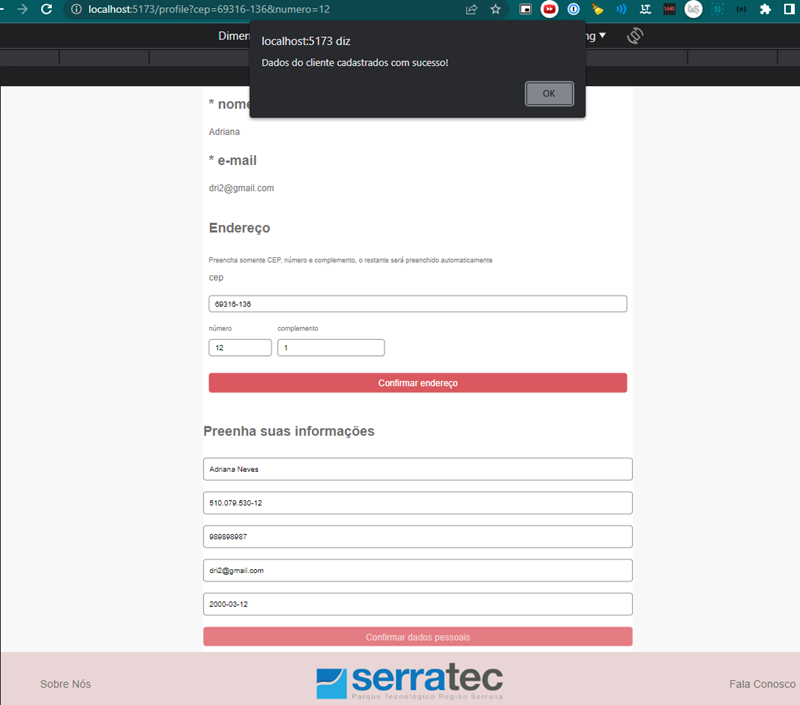 localhost:5173/profile?cep=69316-136&numero=12
Dimen
ng
localhost:5173 diz
Dados do cliente cadastrados com sucesso!
OK
* nome
Adriana
* e-mail
dri2@gmail.com
Endereço
Preencha somente CEP, número e complemento, o restante será preenchido automaticamente
cep
69316-136
número complemento
12 1
Confirmar endereço
Preenha suas informações
Adriana Neves
510.079.530-12
989898987
dri2@gmail.com
2000-03-12
Confirmar dados pessoais
Sobre Nós serratec Fala Conosco
Parque Tecnológico Região Serrana